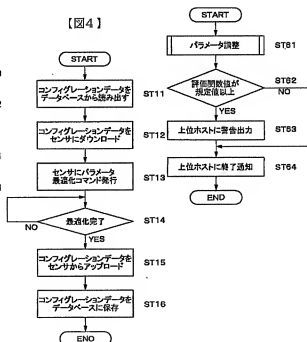 【図4】
START
コンフィグレーションデータを
データベースから読み出す
ST11
コンフィグレーションデータを
センサにダウンロード
ST12
センサにパラメータ
最適化コマンド発行
ST13
最適化完了
ST14
NO
YES
コンフィグレーションデータを
センサからアップロード
ST15
コンフィグレーションデータを
データベースに保存
ST16
END
START
パラメータ調整
ST61
評価関数値が
規定値以上
ST62
NO
YES
上位ホストに警告出力
ST63
上位ホストに終了通知
ST64
END